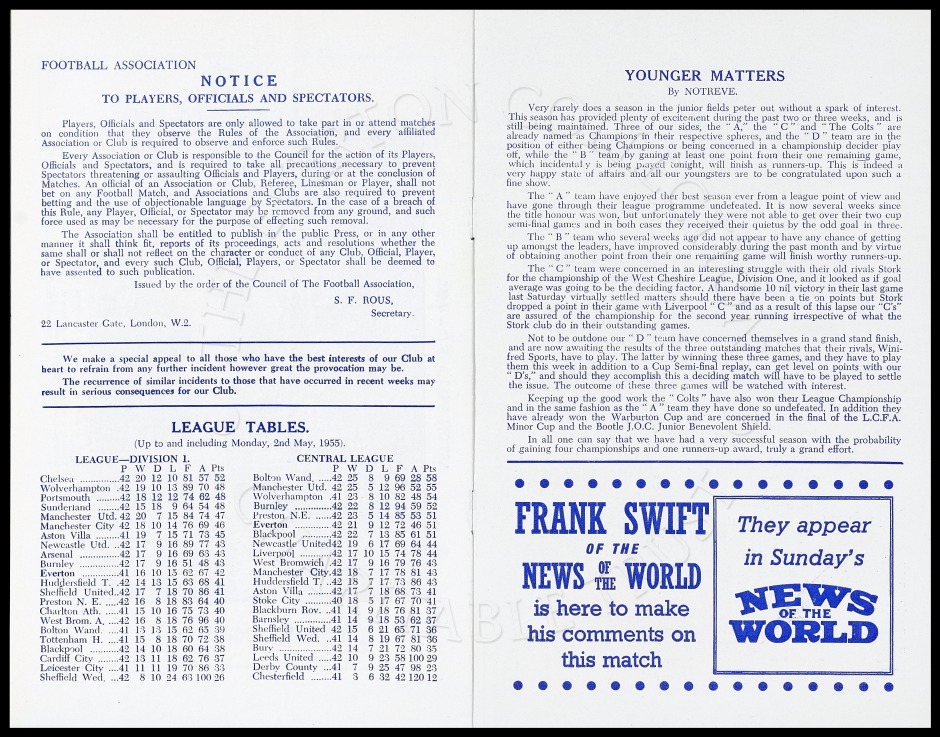 FOOTBALL ASSOCIATION
NOTICE
TO PLAYERS, OFFICIALS AND SPECTATORS.
Players, Officials and Spectators are only allowed to take part in or attend matches
on condition that they observe the Rules of the Association, and every affiliated
Association or Club is required to observe and enforce such Rules.
Every Association or Club is responsible to the Council for the action of its Players,
Officials and Spectators, and is required to take all precautions necessary to prevent
Spectators threatening or assaulting Officials and Players, during or at the conclusion of
Matches. An official of an Association or Club, Referee, Linesman or Player, shall not
bet on any Football Match, and Associations and Clubs are also required to prevent
betting and the use of objectionable language by Spectators. In the case of a breach of
this Rule, any Player, Official, or Spectator may be removed from any ground, and such
force used as may be necessary for the purpose of effecting such removal.
The Association shall be entitled to publish in the public Press, or in any other
manner it shall think fit, reports of its proceedings, acts and resolutions whether the
same shall or shall not reflect on the character or conduct of any Club, Official, Player,
or Spectator, and every such Club, Official, Players, or Spectator shall be deemed to
have assented to such publication.
Issued by the order of the Council of The Football Association,
S. F. ROUS,
Secretary.
22 Lancaster Gate, London, W.2.
We make a special appeal to all those who have the best interests of our Club at
heart to refrain from any further incident however great the provocation may be.
The recurrence of similar incidents to those that have occurred in recent weeks may
result in serious consequences for our Club.
LEAGUE TABLES.
(Up to and including Monday, 2nd May, 1955).
LEAGUE—DIVISION 1.
P W D L F A Pts
Chelsea ..............42 20 12 10 81 57 52
Wolverhampton ..42 19 10 13 89 70 48
Portsmouth .......42 18 12 12 74 62 48
Sunderland .......42 15 18 9 64 54 48
Manchester Utd. 42 20 7 15 84 74 47
Manchester City 42 18 10 14 76 69 46
Aston Villa .......41 19 7 15 71 73 45
Newcastle Utd. ..42 17 9 16 89 77 43
Arsenal ............42 17 9 16 69 63 43
Burnley ............42 17 9 16 51 48 43
Everton ............41 16 10 15 62 67 42
Huddersfield T. ..42 14 13 15 63 68 41
Sheffield United..42 17 7 18 70 86 41
Preston N. E. ....42 16 8 18 83 64 40
Charlton Ath. ....41 15 10 16 75 73 40
West Brom. A. ...42 16 8 18 76 96 40
Bolton Wand. ....41 13 13 15 62 65 39
Tottenham H. ....41 15 8 18 70 72 38
Blackpool .........42 14 10 18 60 64 38
Cardiff City .......42 13 11 18 62 76 37
Leicester City ....41 11 11 19 70 86 33
Sheffield Wed. ...42 8 10 24 63 100 26
CENTRAL LEAGUE
P W D L F A Pts
Bolton Wand. .....42 25 8 9 69 28 58
Manchester Utd. 42 25 5 12 96 52 55
Wolverhampton .41 23 8 10 82 48 54
Burnley ............42 22 8 12 94 59 52
Preston N.E. .....42 23 5 14 85 53 51
Everton ............42 21 9 12 72 46 51
Blackpool .........42 22 7 13 85 61 51
Newcastle United42 19 6 17 69 64 44
Liverpool .........42 17 10 15 74 78 44
West Bromwich .42 17 9 16 79 76 43
Manchester City.42 18 7 17 78 81 43
Huddersfield T. ..42 18 7 17 73 86 43
Aston Villa .......42 17 7 18 68 73 41
Stoke City ........40 18 5 17 67 70 41
Blackburn Rov. ..41 14 9 18 76 81 37
Barnsley ...........41 14 9 18 53 62 37
Sheffield United 42 15 6 21 65 71 36
Sheffield Wed. ..41 14 8 19 67 81 36
Bury ...............42 14 7 21 72 80 35
Leeds United .....42 10 9 23 58 100 29
Derby County ...41 7 9 25 47 98 23
Chesterfield .......41 3 6 32 42 120 12
YOUNGER MATTERS
By NOTREVE.
Very rarely does a season in the junior fields peter out without a spark of interest.
This season has provided plenty of excitement during the past two or three weeks, and is
still being maintained. Three of our sides, the "A," the "C" and "The Colts" are
already named as Champions in their respective spheres, and the "D" team are in the
position of either being Champions or being concerned in a championship decider play
off, while the "B" team by gaining at least one point from their one remaining game,
which incidentally is being played tonight, will finish as runners-up. This is indeed a
very happy state of affairs and all our youngsters are to be congratulated upon such a
fine show.
The "A" team have enjoyed ther best season ever from a league point of view and
have gone through their league programme undefeated. It is now several weeks since
the title honour was won, but unfortunately they were not able to get over their two cup
semi-final games and in both cases they received their quietus by the odd goal in three.
The "B" team who several weeks ago did not appear to have any chance of getting
up amongst the leaders, have improved considerably during the past month and by virtue
of obtaining another point from their one remaining game will finish worthy runners-up.
The "C" team were concerned in an interesting struggle with their old rivals Stork
for the championship of the West Cheshire League, Division One, and it looked as if goal
average was going to be the deciding factor. A handsome 10 nil victory in their last game
last Saturday virtually settled matters should there have been a tie on points but Stork
dropped a point in their game with Liverpool "C" and as a result of this lapse our "C's"
are assured of the championship for the second year running irrespective of what the
Stork club do in their outstanding games.
Not to be outdone our "D" team have concerned themselves in a grand stand finish,
and are now awaiting the results of the three outstanding matches that their rivals, Wini-
fred Sports, have to play. The latter by winning these three games, and they have to play
them this week in addition to a Cup Semi-final replay, can get level on points with our
"D's," and should they accomplish this a deciding match will have to be played to settle
the issue. The outcome of these three games will be watched with interest.
Keeping up the good work the "Colts" have also won their League Championship
and in the same fashion as the "A" team they have done so undefeated. In addition they
have already won the Warburton Cup and are concerned in the final of the L.C.F.A.
Minor Cup and the Bootle J.O.C. Junior Benevolent Shield.
In all one can say that we have had a very successful season with the probability
of gaining four championships and one runners-up award, truly a grand effort.
FRANK SWIFT
OF THE
NEWS OF THE WORLD
is here to make
his comments on
this match
They appear
in Sunday's
NEWS
OF THE
WORLD